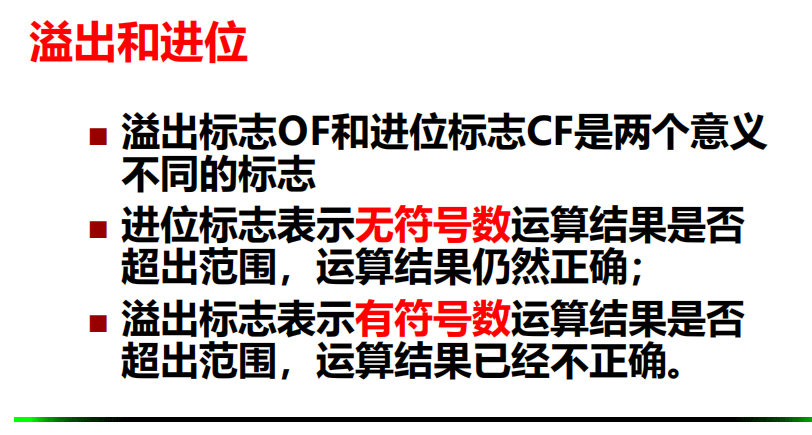 溢出和进位
溢出标志OF和进位标志CF是两个意义
不同的标志
进位标志表示无符号数运算结果是否
超出范围，运算结果仍然正确；
溢出标志表示有符号数运算结果是否
超出范围，运算结果已经不正确。